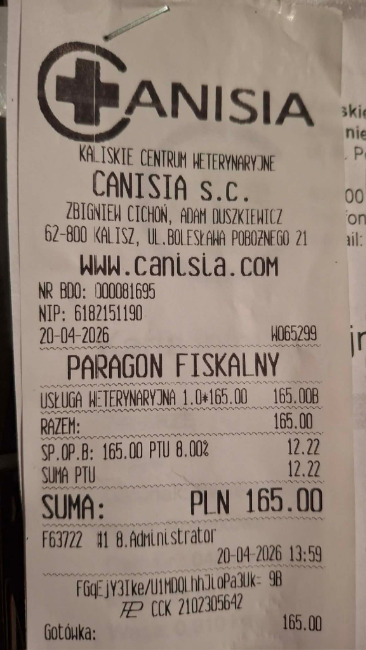 CANISIA
KALISKIE CENTRUM WETERYNARYJNE
CANISIA s.c.
ZBIGNIEW CICHOŃ, ADAM DUSZKIEWICZ
62-800 KALISZ, UL.BOLESŁAWA POBOŻNEGO 21
www.canisia.com
NR BDO: 000081695
NIP: 6182151190
20-04-2026 W065299
PARAGON FISKALNY
USŁUGA WETERYNARYJNA 1.0*165.00 165.00B
RAZEM: 165.00
SP.OP.B: 165.00 PTU 8.00% 12.22
SUMA PTU 12.22
SUMA: PLN 165.00
F63722 #1 8.Administrator
20-04-2026 13:59
9B
CCK 2102305642
Gotówka: 165.00